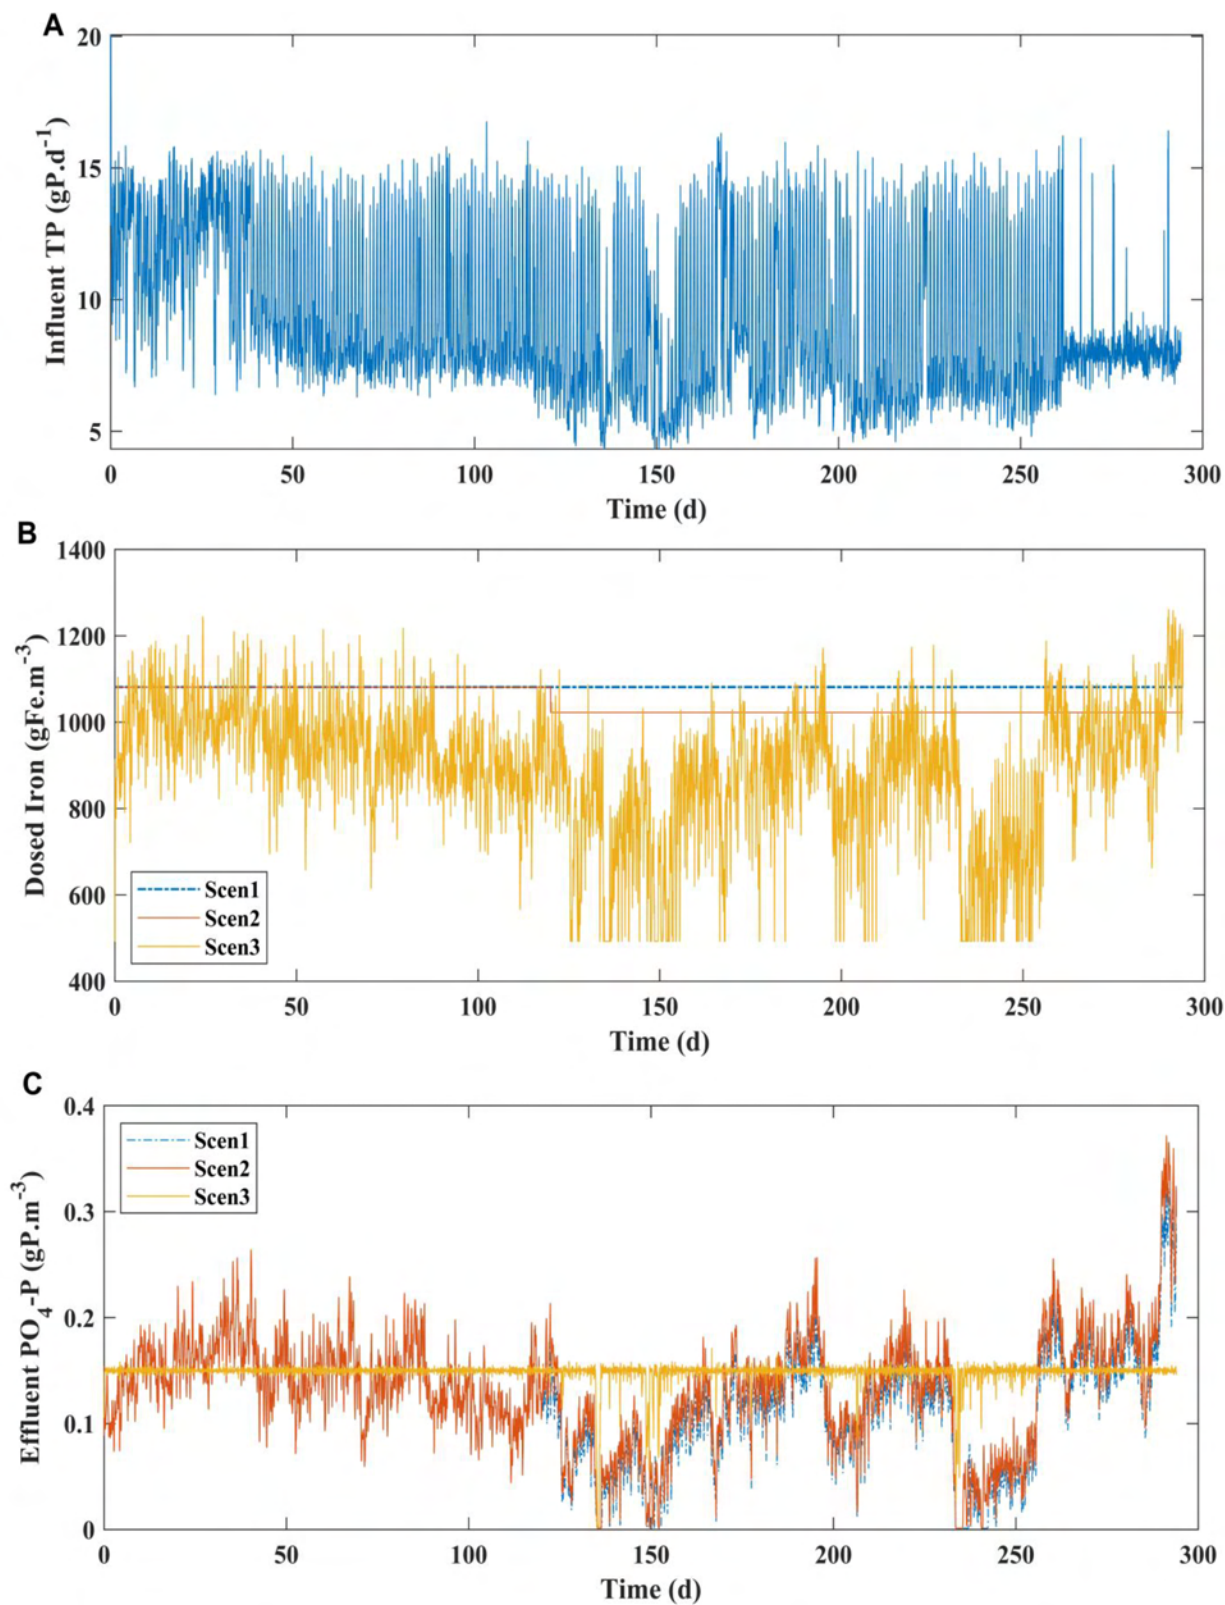 A
20
15
10
5
Influent TP (gP.d-1)
0 50 100 150 200 250 300
Time (d)
B
1400
1200
1000
800
600
400
Dosed Iron (gFe.m-3)
Scen1
Scen2
Scen3
0 50 100 150 200 250 300
Time (d)
C
0.4
0.3
0.2
0.1
0
Effluent PO4-P (gP.m-3)
Scen1
Scen2
Scen3
0 50 100 150 200 250 300
Time (d)